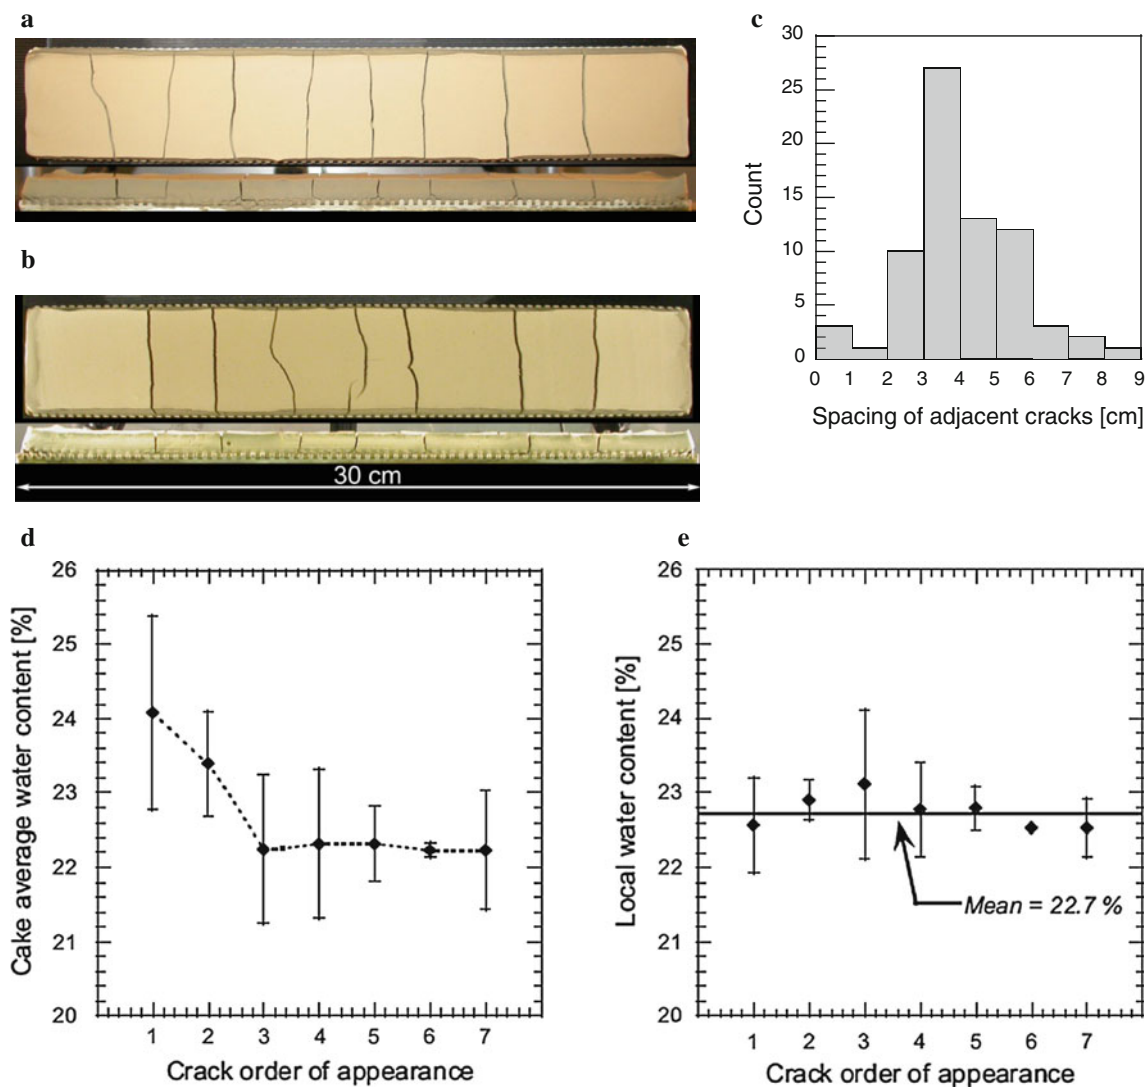 a
b
30 cm
c
30
25
20
15
10
5
0
Count
0 1 2 3 4 5 6 7 8 9
Spacing of adjacent cracks [cm]
d
26
25
24
23
22
21
20
Cake average water content [%]
1 2 3 4 5 6 7
Crack order of appearance
e
26
25
24
23
22
21
20
Local water content [%]
Mean = 22.7 %
1 2 3 4 5 6 7
Crack order of appearance